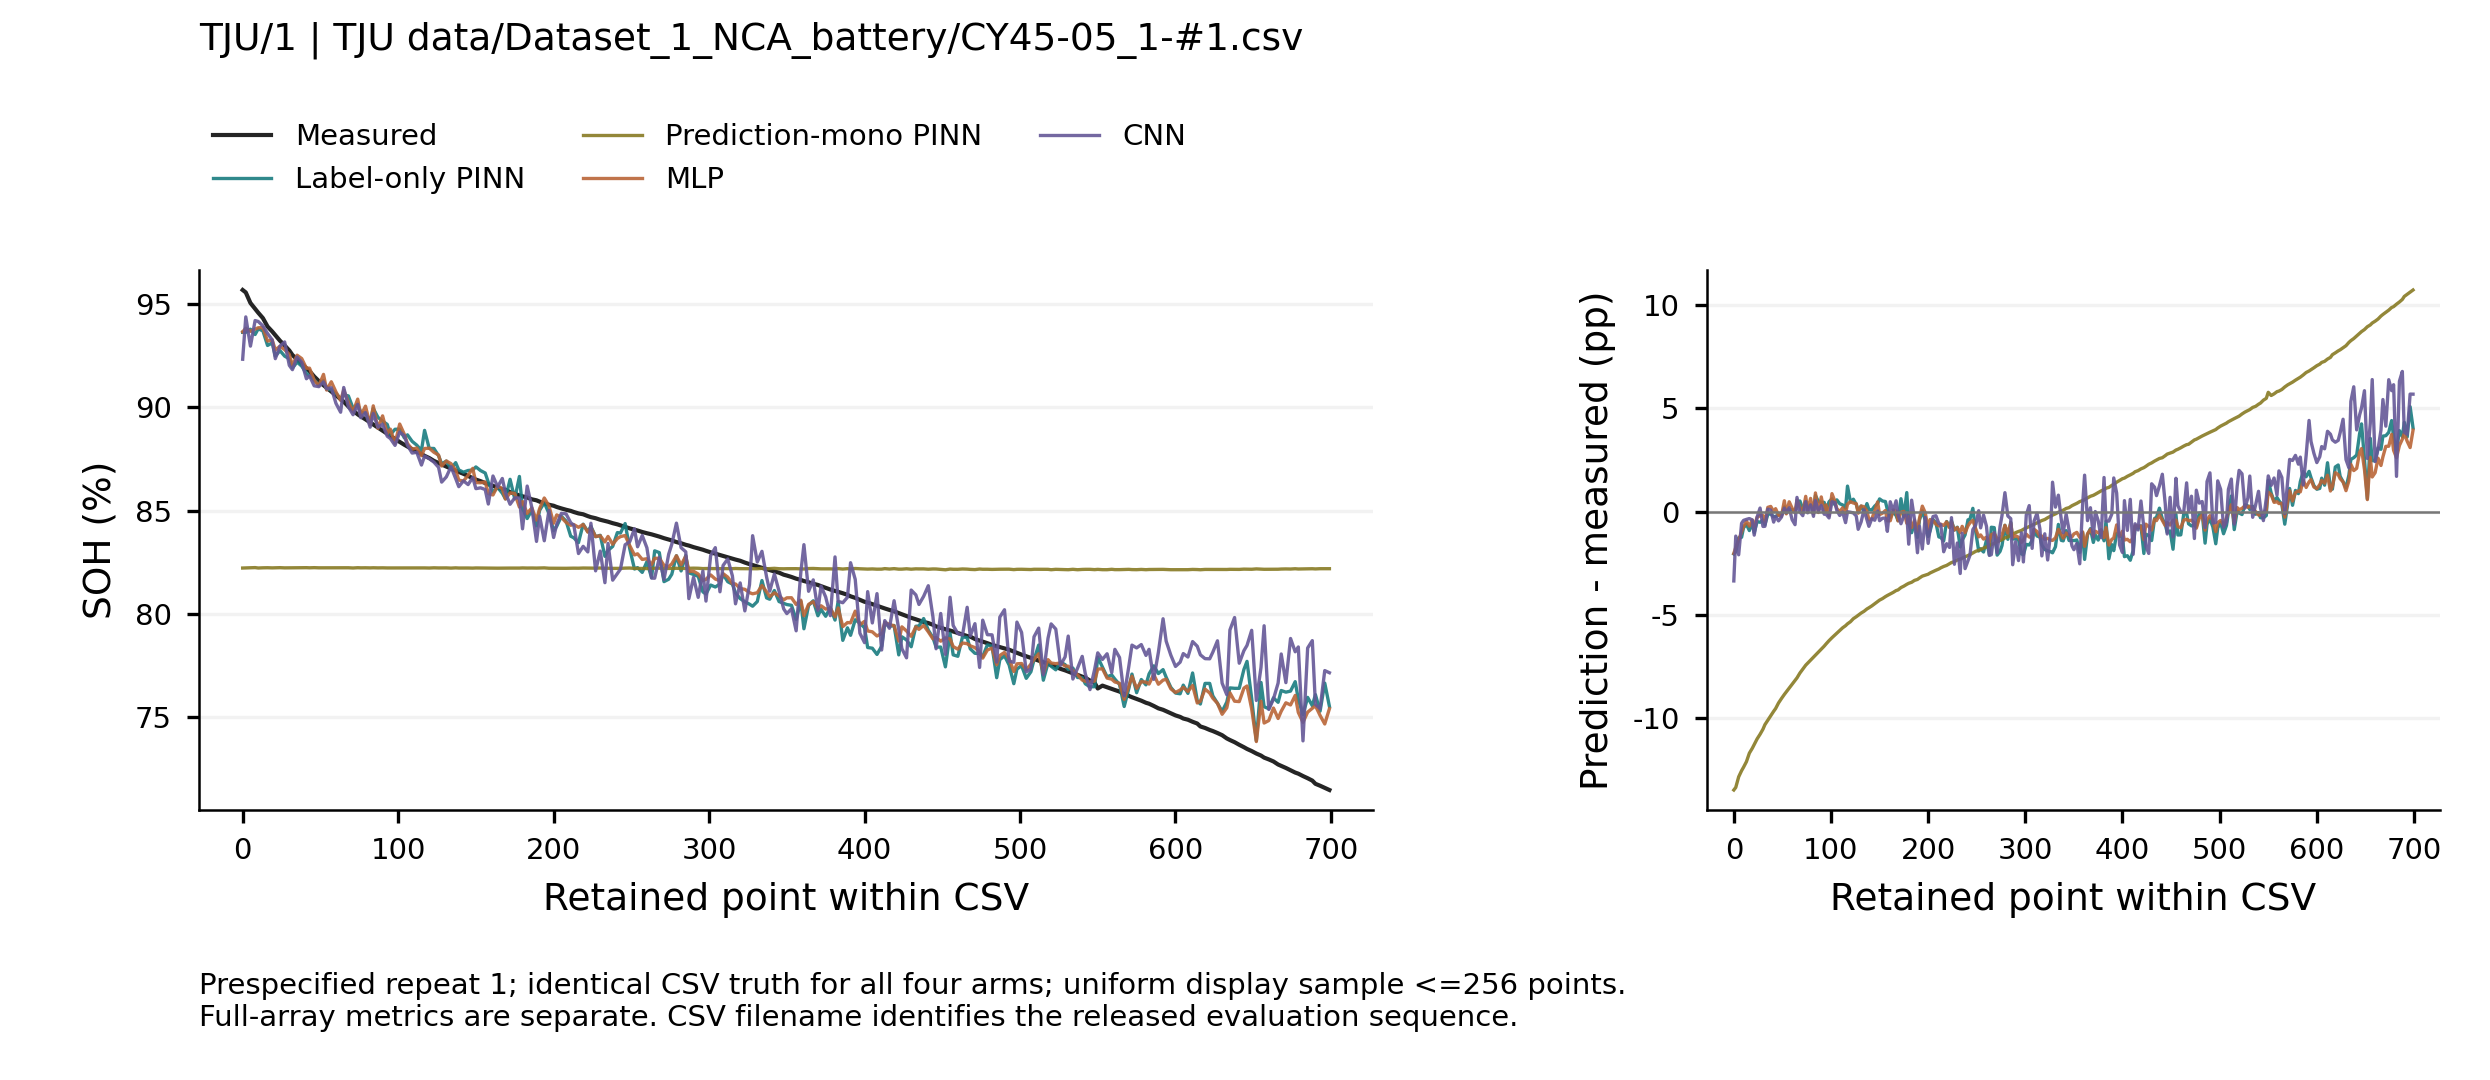 TJU/1 | TJU data/Dataset_1_NCA_battery/CY45-05_1-#1.csv
Measured
Label-only PINN
Prediction-mono PINN
MLP
CNN
SOH (%)
95
90
85
80
75
0 100 200 300 400 500 600 700
Retained point within CSV
Prediction - measured (pp)
10
5
0
-5
-10
0 100 200 300 400 500 600 700
Retained point within CSV
Prespecified repeat 1; identical CSV truth for all four arms; uniform display sample <=256 points.
Full-array metrics are separate. CSV filename identifies the released evaluation sequence.